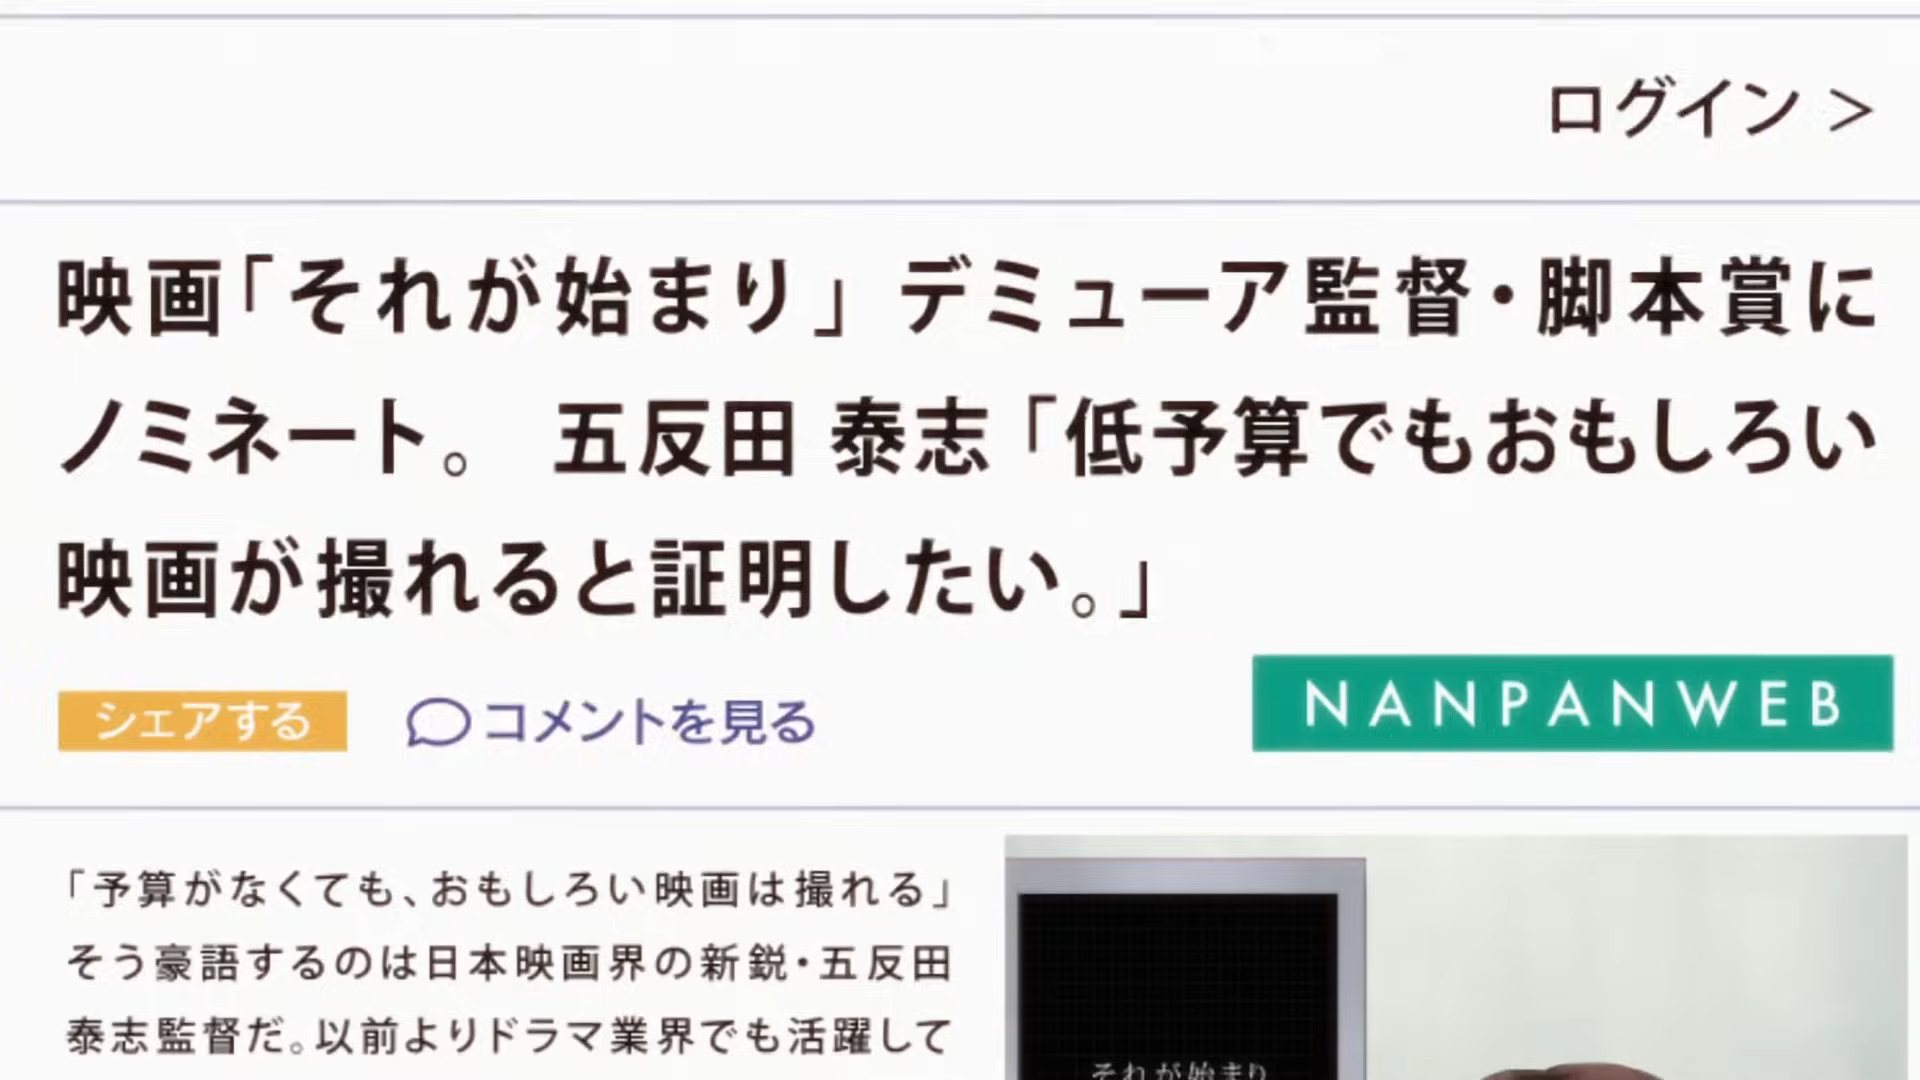 ログイン >
映画「それが始まり」 デミューア監督・脚本賞に
ノミネート。 五反田 泰志「低予算でもおもしろい
映画が撮れると証明したい。」
シェアする コメントを見る
NANPANWEB
「予算がなくても、おもしろい映画は撮れる」
そう豪語するのは日本映画界の新鋭・五反田
泰志監督だ。以前よりドラマ業界でも活躍して
それが始まり